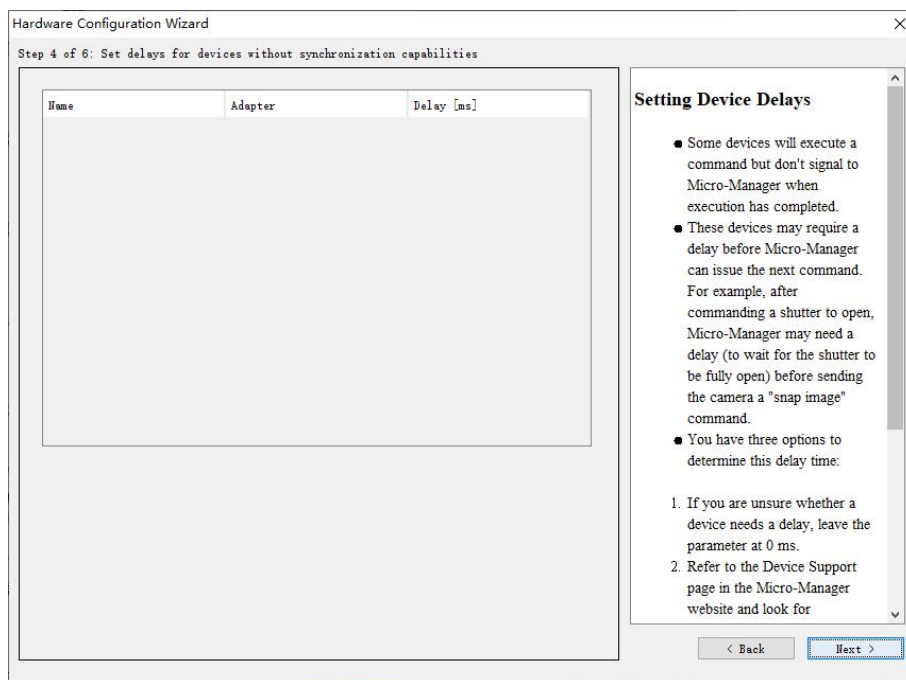 Hardware Configuration Wizard
Step 4 of 6: Set delays for devices without synchronization capabilities
Name Adapter Delay [ms]
Setting Device Delays
Some devices will execute a
command but don't signal to
Micro-Manager when
execution has completed.
These devices may require a
delay before Micro-Manager
can issue the next command.
For example, after
commanding a shutter to open,
Micro-Manager may need a
delay (to wait for the shutter to
be fully open) before sending
the camera a "snap image"
command.
You have three options to
determine this delay time:
1. If you are unsure whether a
device needs a delay, leave the
parameter at 0 ms.
2. Refer to the Device Support
page in the Micro-Manager
website and look for
< Back Next >